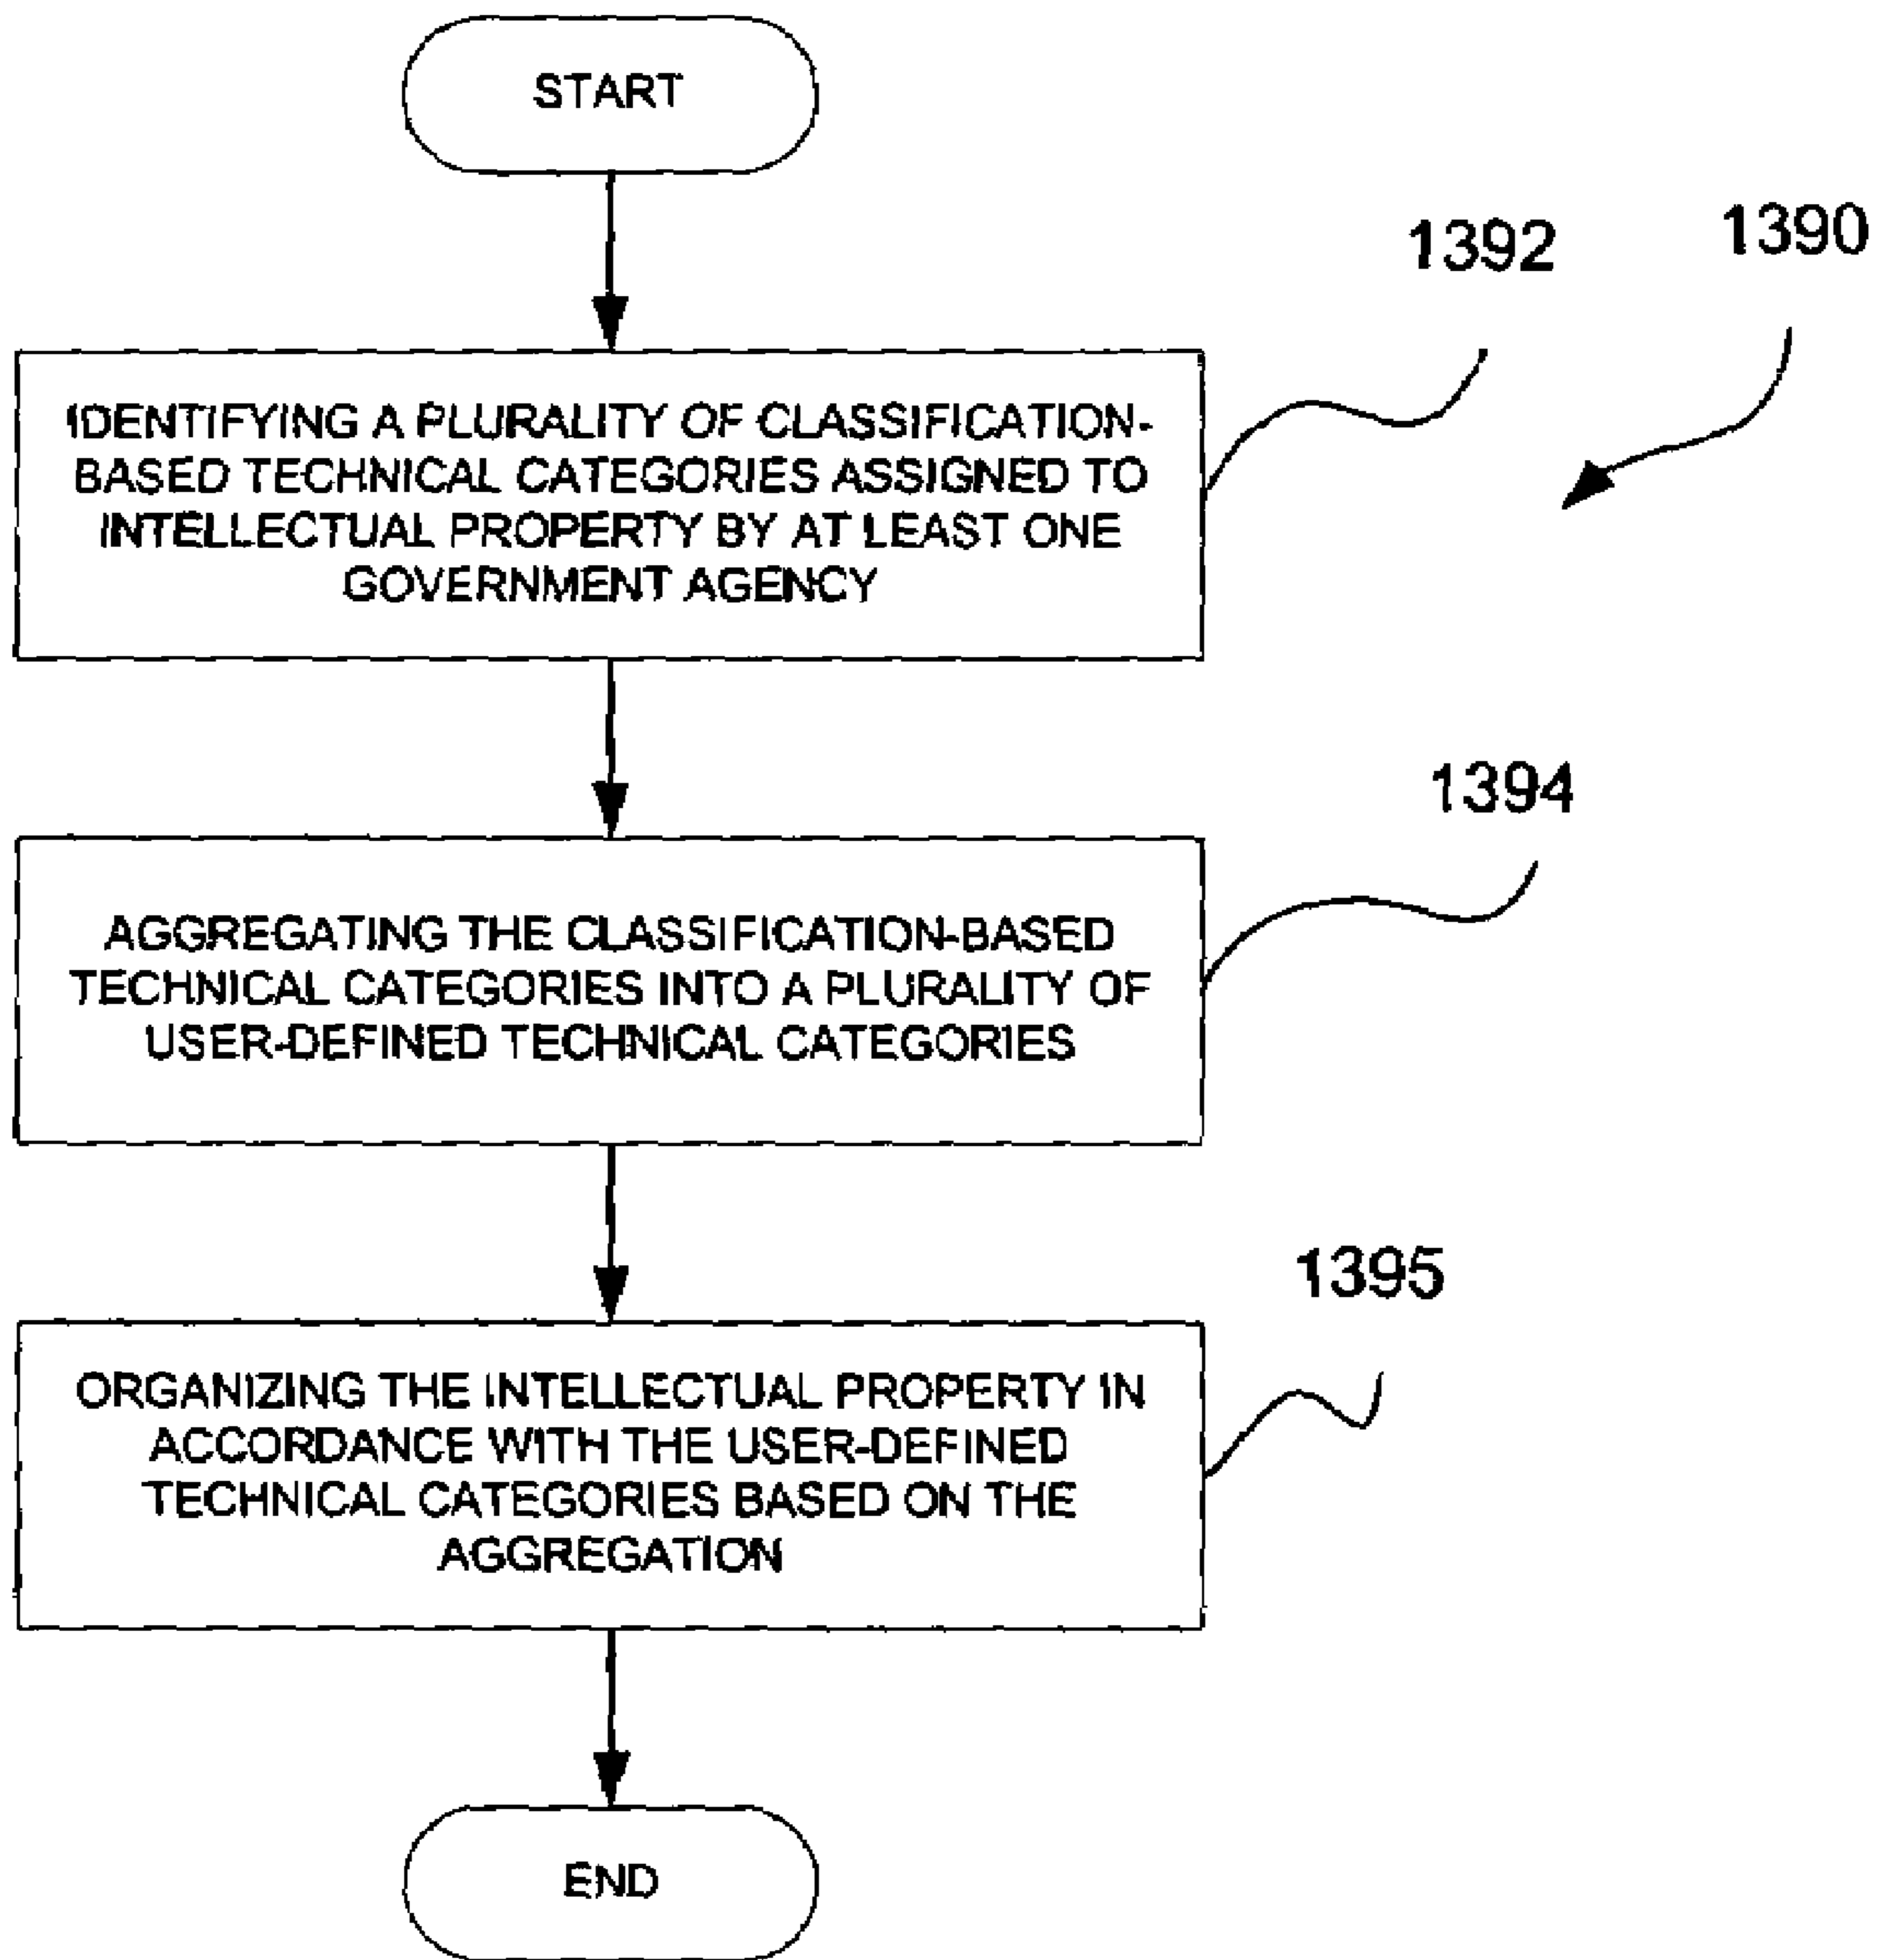 START
1392
1390
IDENTIFYING A PLURALITY OF CLASSIFICATION-
BASED TECHNICAL CATEGORIES ASSIGNED TO
INTELLECTUAL PROPERTY BY AT LEAST ONE
GOVERNMENT AGENCY
1394
AGGREGATING THE CLASSIFICATION-BASED
TECHNICAL CATEGORIES INTO A PLURALITY OF
USER-DEFINED TECHNICAL CATEGORIES
1395
ORGANIZING THE INTELLECTUAL PROPERTY IN
ACCORDANCE WITH THE USER-DEFINED
TECHNICAL CATEGORIES BASED ON THE
AGGREGATION
END